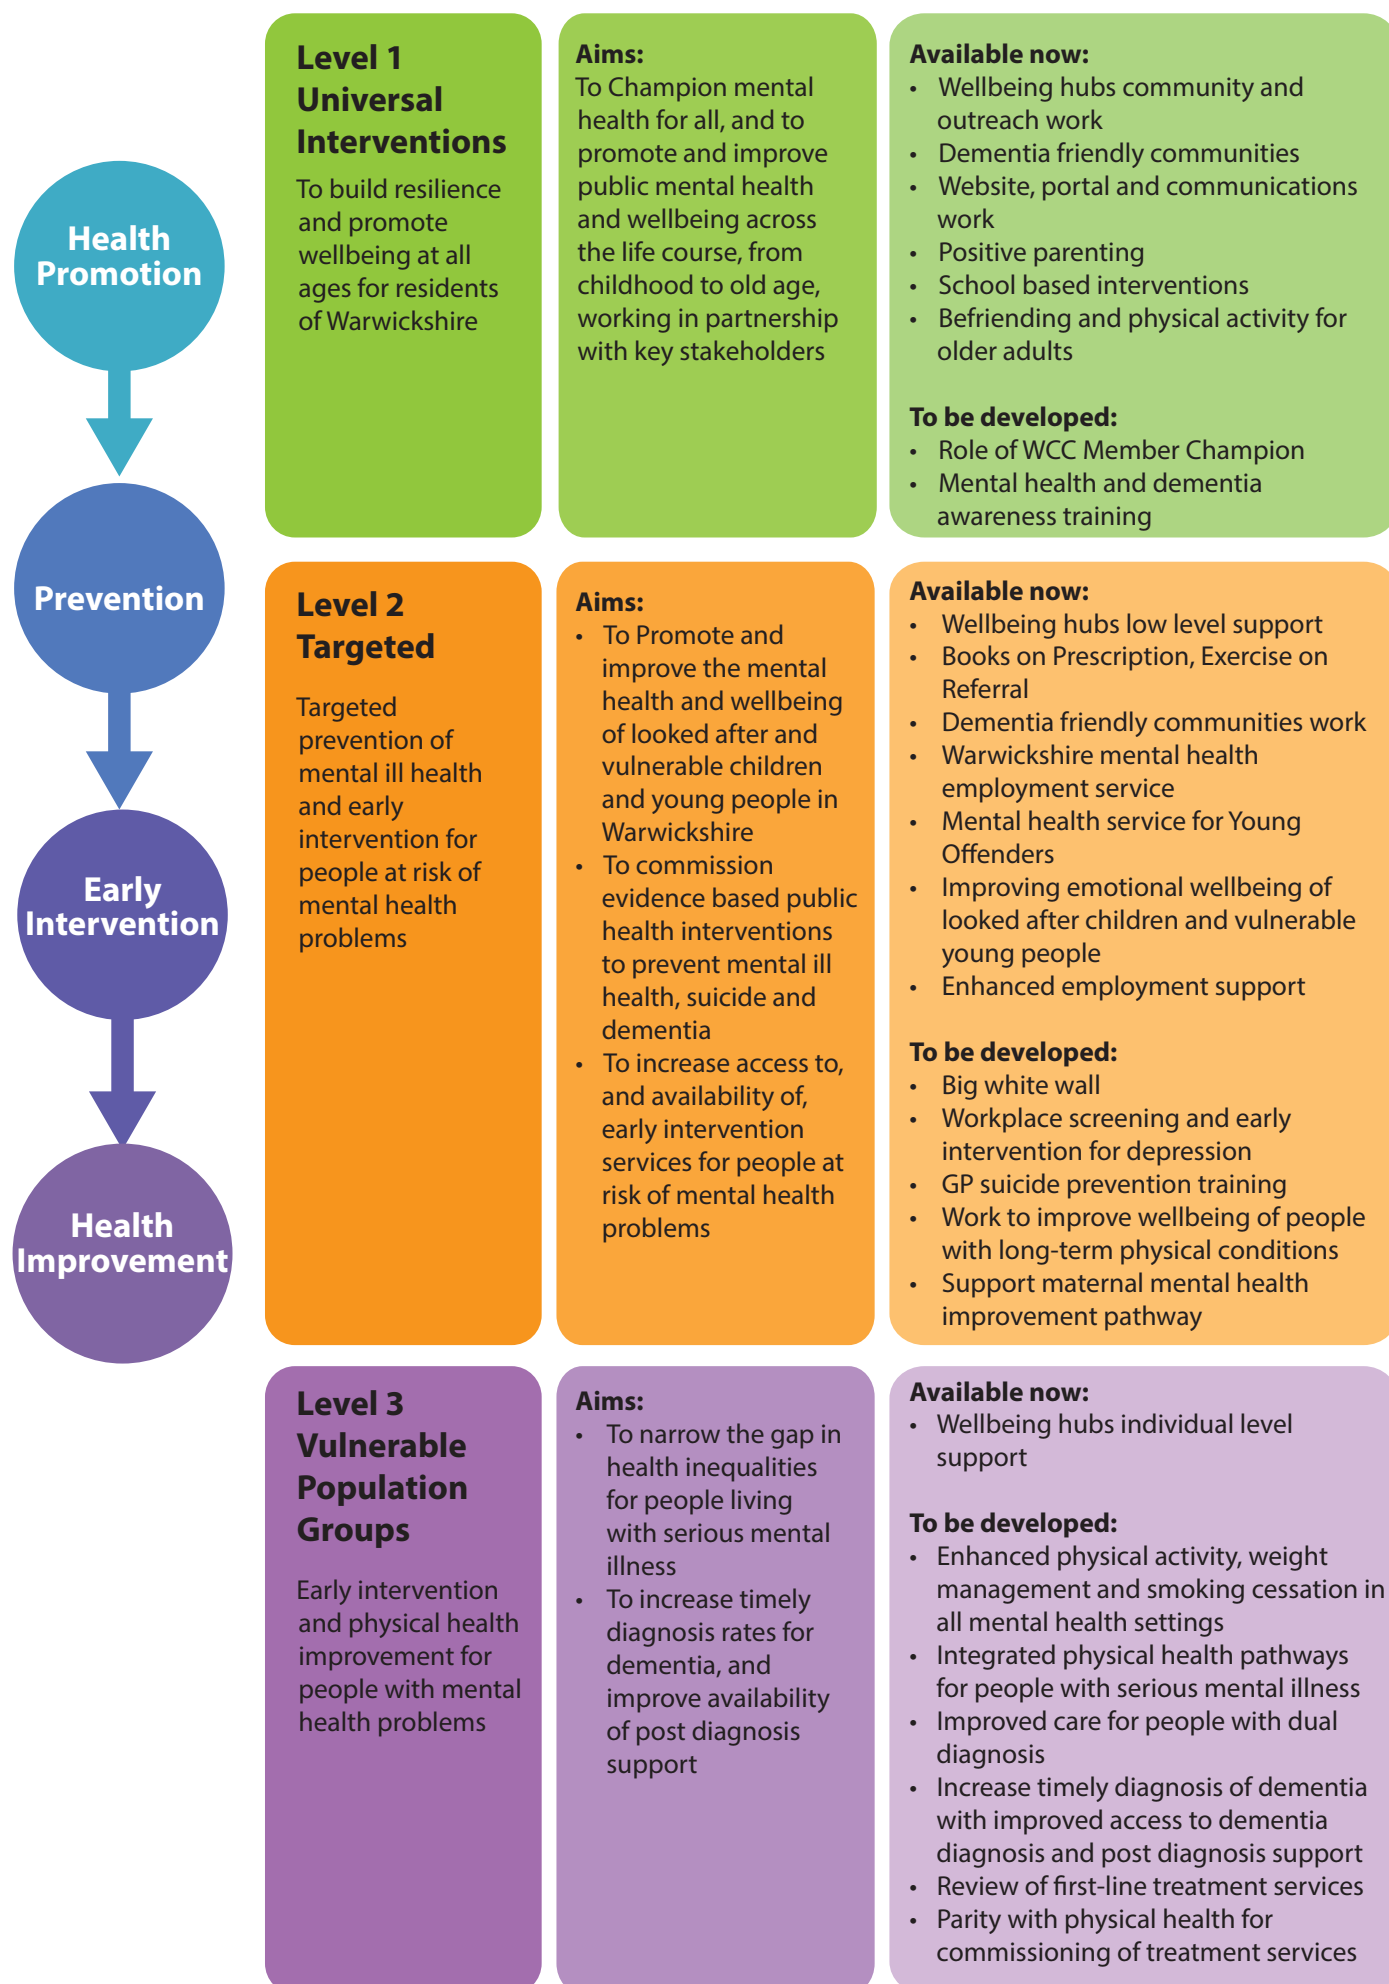 Health
Promotion
Prevention
Early
Intervention
Health
Improvement
Level 1
Universal
Interventions
To build resilience
and promote
wellbeing at all
ages for residents
of Warwickshire
Aims:
To Champion mental
health for all, and to
promote and improve
public mental health
and wellbeing across
the life course, from
childhood to old age,
working in partnership
with key stakeholders
Available now:
• Wellbeing hubs community and
outreach work
• Dementia friendly communities
• Website, portal and communications
work
• Positive parenting
• School based interventions
• Befriending and physical activity for
older adults
To be developed:
• Role of WCC Member Champion
• Mental health and dementia
awareness training
Level 2
Targeted
Targeted
prevention of
mental ill health
and early
intervention for
people at risk of
mental health
problems
Aims:
• To Promote and
improve the mental
health and wellbeing
of looked after and
vulnerable children
and young people in
Warwickshire
• To commission
evidence based public
health interventions
to prevent mental ill
health, suicide and
dementia
• To increase access to,
and availability of,
early intervention
services for people at
risk of mental health
problems
Available now:
• Wellbeing hubs low level support
• Books on Prescription, Exercise on
Referral
• Dementia friendly communities work
• Warwickshire mental health
employment service
• Mental health service for Young
Offenders
• Improving emotional wellbeing of
looked after children and vulnerable
young people
• Enhanced employment support
To be developed:
• Big white wall
• Workplace screening and early
intervention for depression
• GP suicide prevention training
• Work to improve wellbeing of people
with long-term physical conditions
• Support maternal mental health
improvement pathway
Level 3
Vulnerable
Population
Groups
Early intervention
and physical health
improvement for
people with mental
health problems
Aims:
• To narrow the gap in
health inequalities
for people living
with serious mental
illness
• To increase timely
diagnosis rates for
dementia, and
improve availability
of post diagnosis
support
Available now:
• Wellbeing hubs individual level
support
To be developed:
• Enhanced physical activity, weight
management and smoking cessation in
all mental health settings
• Integrated physical health pathways
for people with serious mental illness
• Improved care for people with dual
diagnosis
• Increase timely diagnosis of dementia
with improved access to dementia
diagnosis and post diagnosis support
• Review of first-line treatment services
• Parity with physical health for
commissioning of treatment services